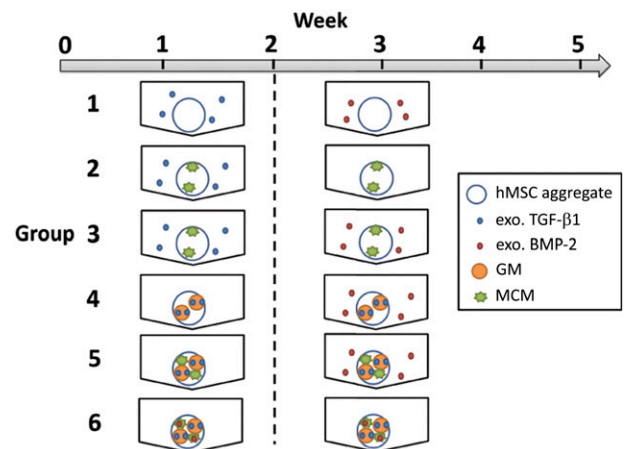 Week
0 1 2 3 4 5
1
2
Group 3
4
5
6
hMSC aggregate
exo. TGF-β1
exo. BMP-2
GM
MCM